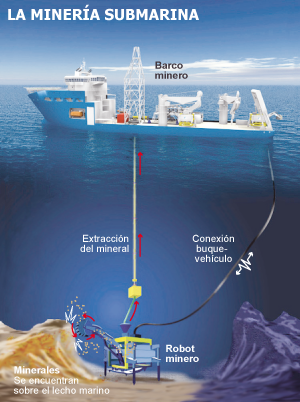 LA MINERÍA SUBMARINA
Barco
minero
Extracción
del mineral
Conexión
buque-
vehículo
Robot
minero
Minerales
Se encuentran
sobre el lecho marino